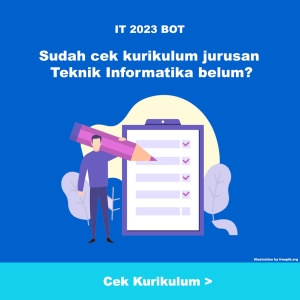 IT 2023 BOT
Sudah cek kurikulum jurusan
Teknik Informatika belum?
Illustration by freepik.org
Cek Kurikulum >